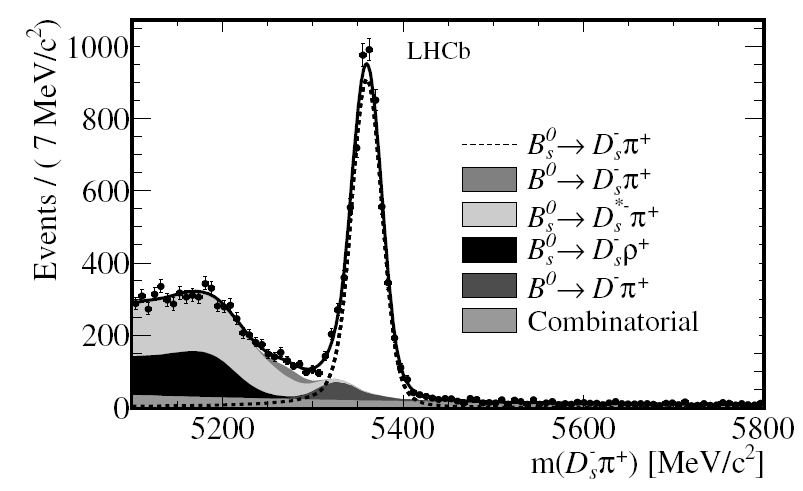 LHCb
Events / ( 7 MeV/c²)
1000
800
600
400
200
0
B⁰ₛ→ D⁻ₛπ⁺
B⁰→ D⁻ₛπ⁺
B⁰ₛ→ D*⁻ₛπ⁺
B⁰ₛ→ D⁻ₛρ⁺
B⁰→ D⁻π⁺
Combinatorial
5200 5400 5600 5800
m(D⁻ₛπ⁺) [MeV/c²]